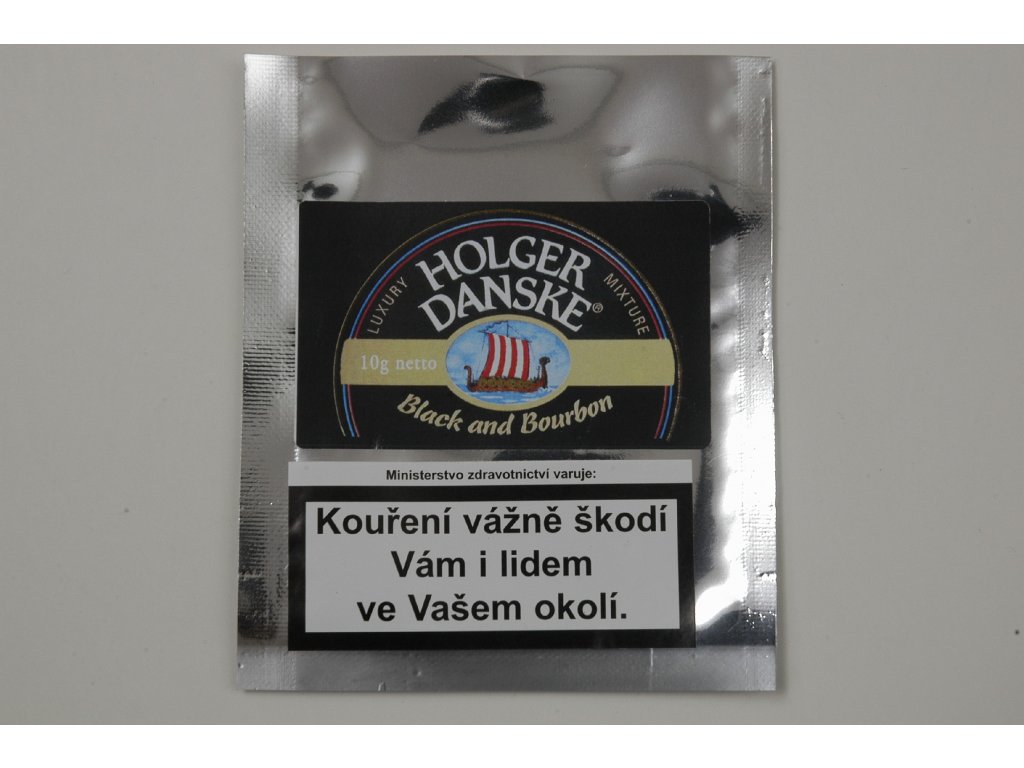 LUXURY
HOLGER
DANSKE®
MIXTURE
10g netto
Black and Bourbon
Ministerstvo zdravotnictví varuje:
Kouření vážně škodí
Vám i lidem
ve Vašem okolí.